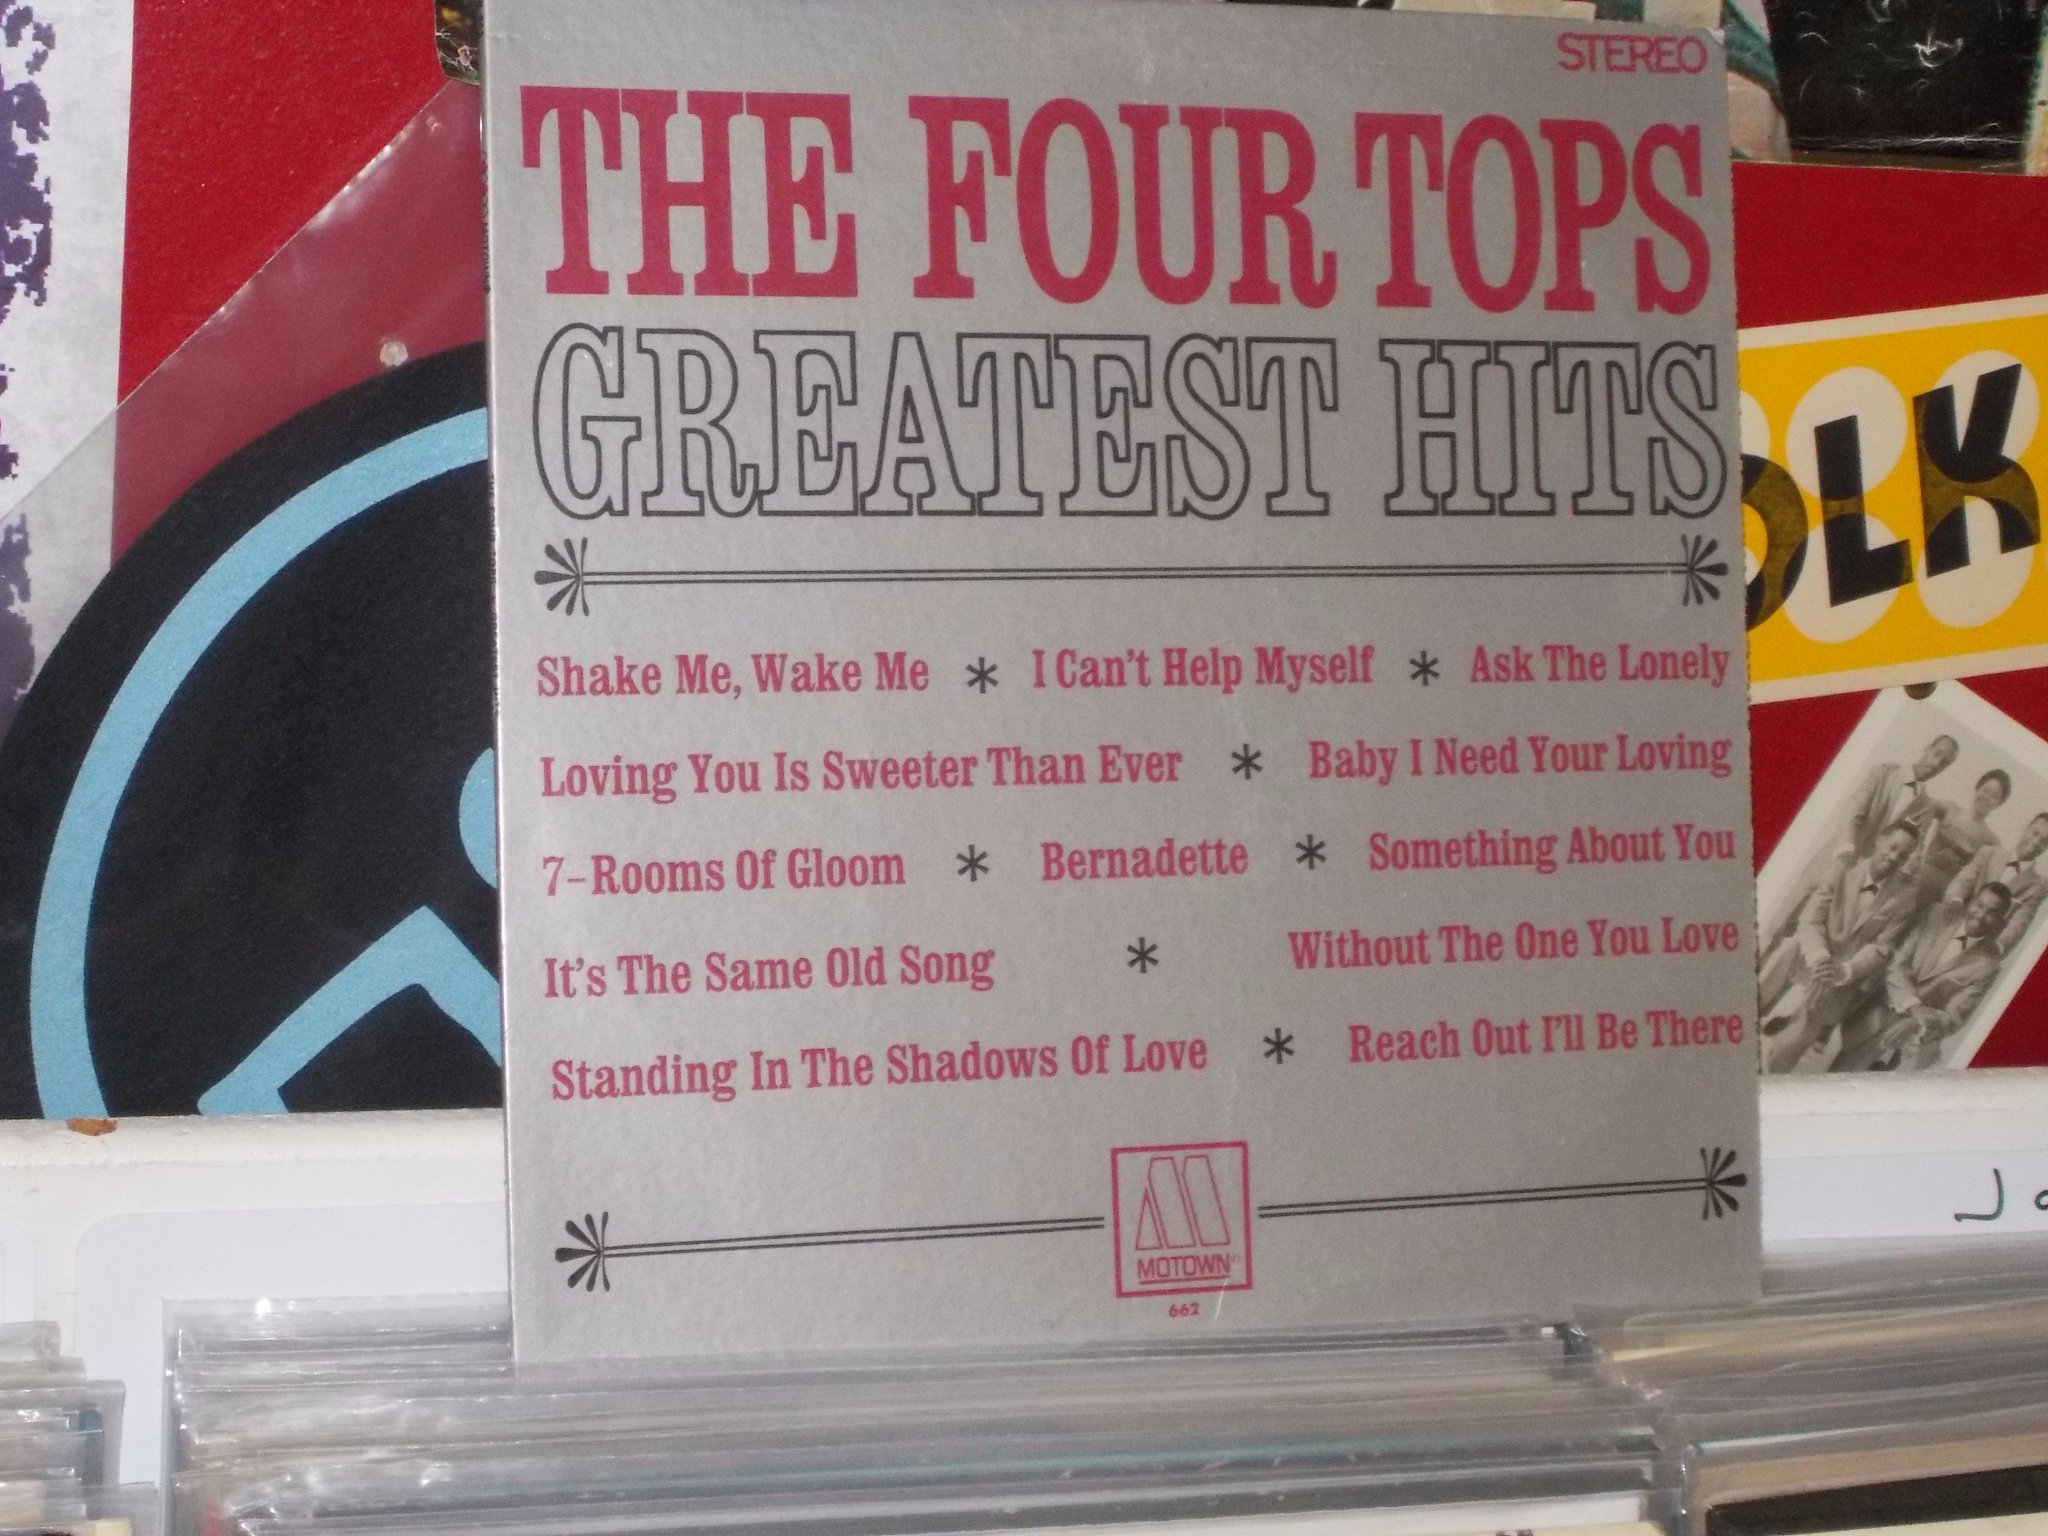 STEREO
THE FOUR TOPS
GREATEST HITS
Shake Me, Wake Me * I Can't Help Myself * Ask The Lonely
Loving You Is Sweeter Than Ever * Baby I Need Your Loving
7-Rooms Of Gloom * Bernadette * Something About You
It's The Same Old Song * Without The One You Love
Standing In The Shadows Of Love * Reach Out I'll Be There
MOTOWN
662
OLK